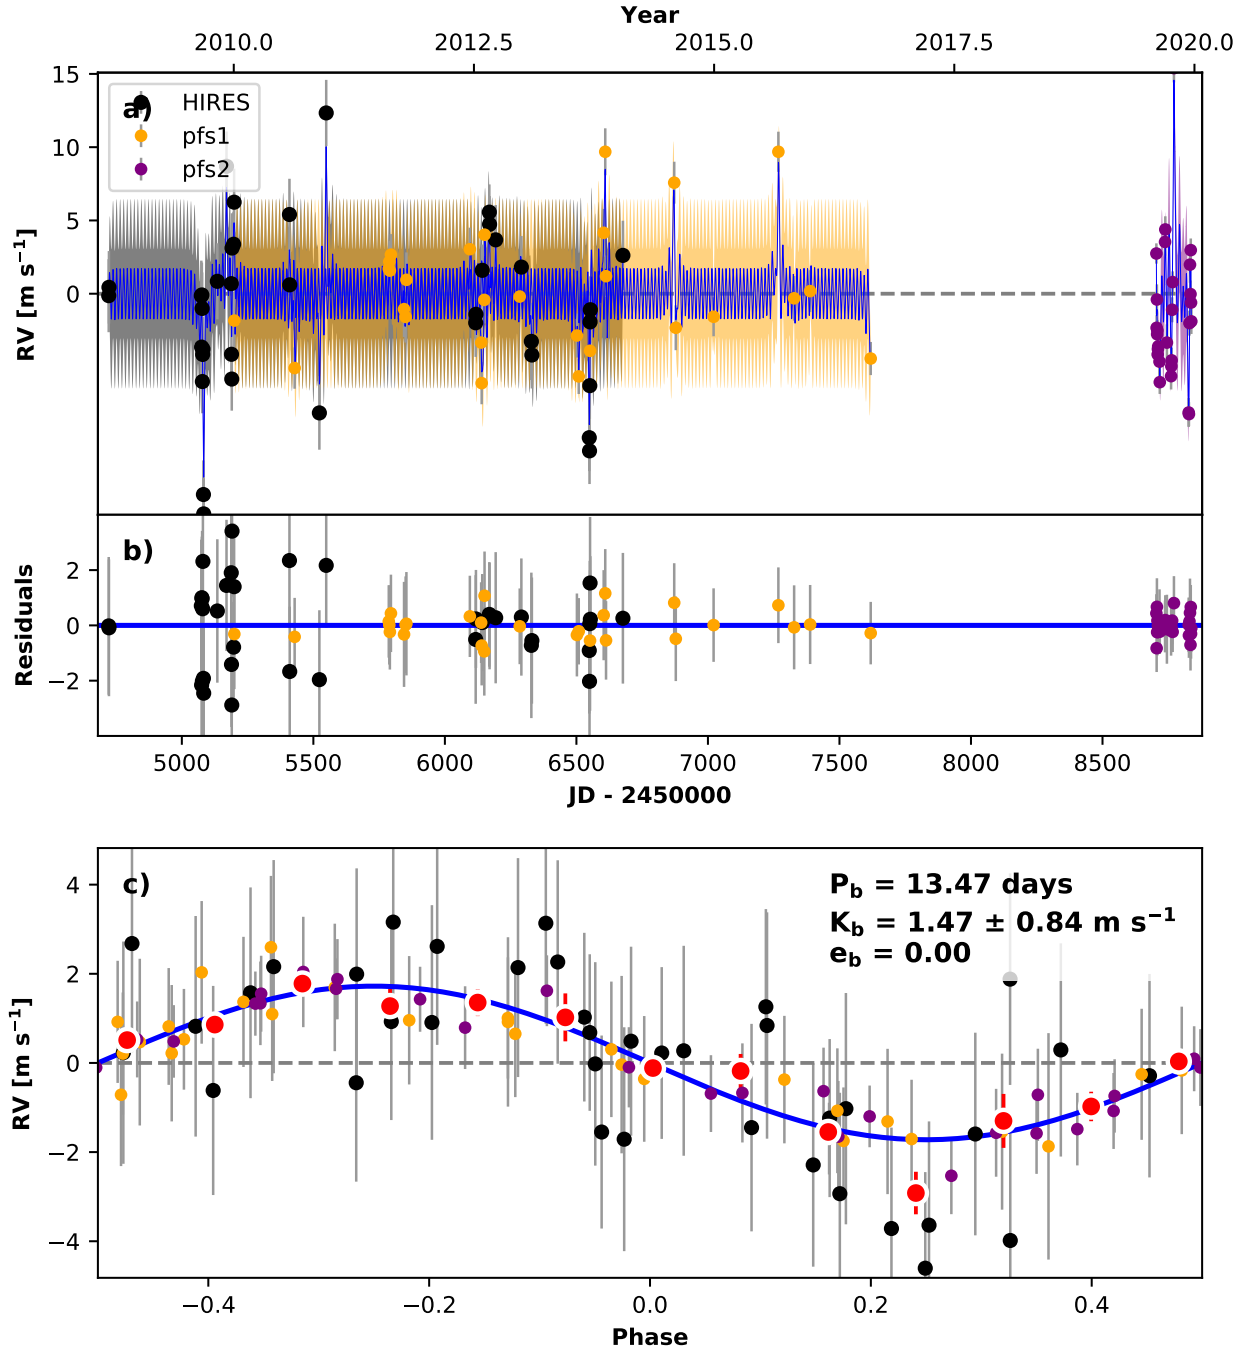 Year
2010.0 2012.5 2015.0 2017.5 2020.0
a)
HIRES
pfs1
pfs2
15
10
5
0
RV [m s⁻¹]
b)
2
0
−2
Residuals
5000 5500 6000 6500 7000 7500 8000 8500
JD - 2450000
c)
P_b = 13.47 days
K_b = 1.47 ± 0.84 m s⁻¹
e_b = 0.00
4
2
0
−2
−4
RV [m s⁻¹]
−0.4 −0.2 0.0 0.2 0.4
Phase